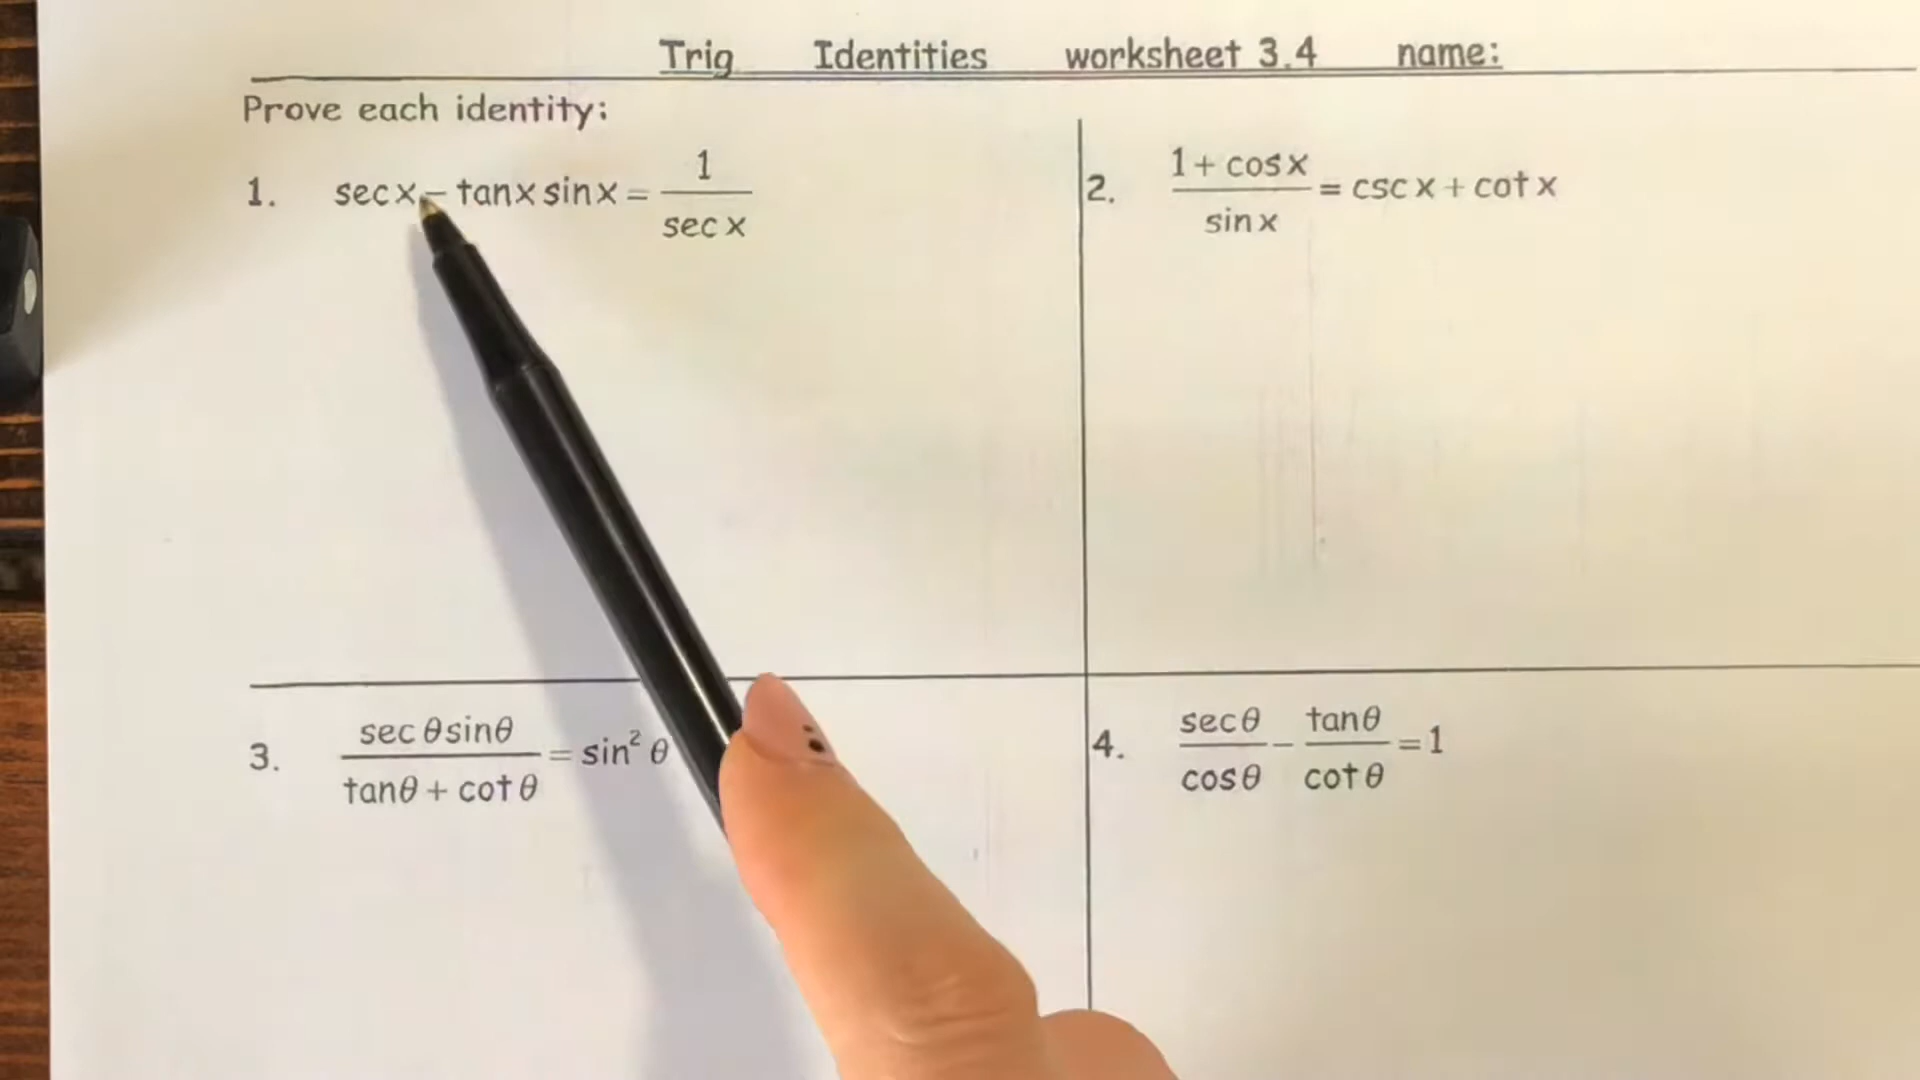 Trig Identities worksheet 3.4 name:
Prove each identity:
1. sec x - tan x sin x = 1 / sec x
2. (1 + cos x) / sin x = csc x + cot x
3. (sec θ sin θ) / (tan θ + cot θ) = sin² θ
4. sec θ / cos θ - tan θ / cot θ = 1